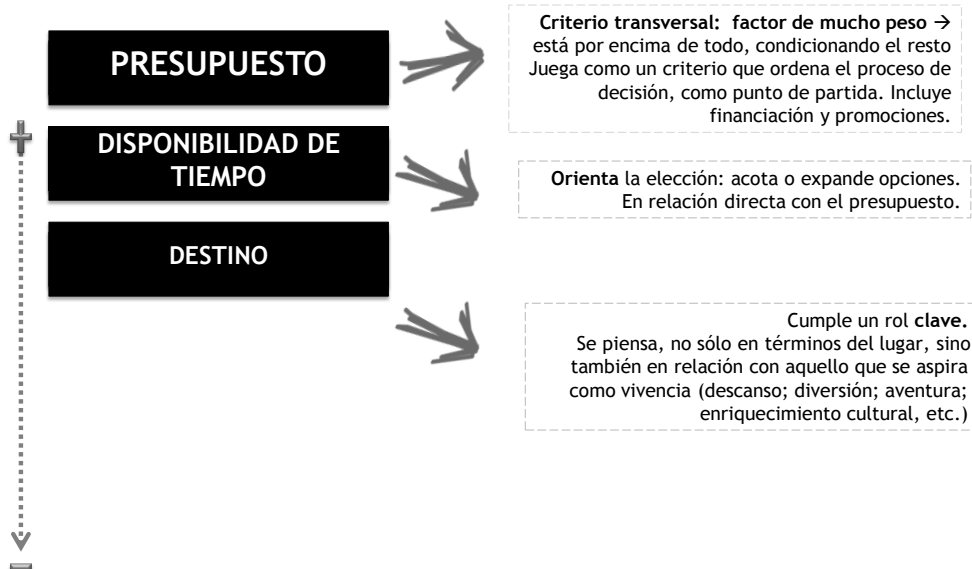 PRESUPUESTO
Criterio transversal: factor de mucho peso →
está por encima de todo, condicionando el resto
Juega como un criterio que ordena el proceso de
decisión, como punto de partida. Incluye
financiación y promociones.
DISPONIBILIDAD DE
TIEMPO
Orienta la elección: acota o expande opciones.
En relación directa con el presupuesto.
DESTINO
Cumple un rol clave.
Se piensa, no sólo en términos del lugar, sino
también en relación con aquello que se aspira
como vivencia (descanso; diversión; aventura;
enriquecimiento cultural, etc.)